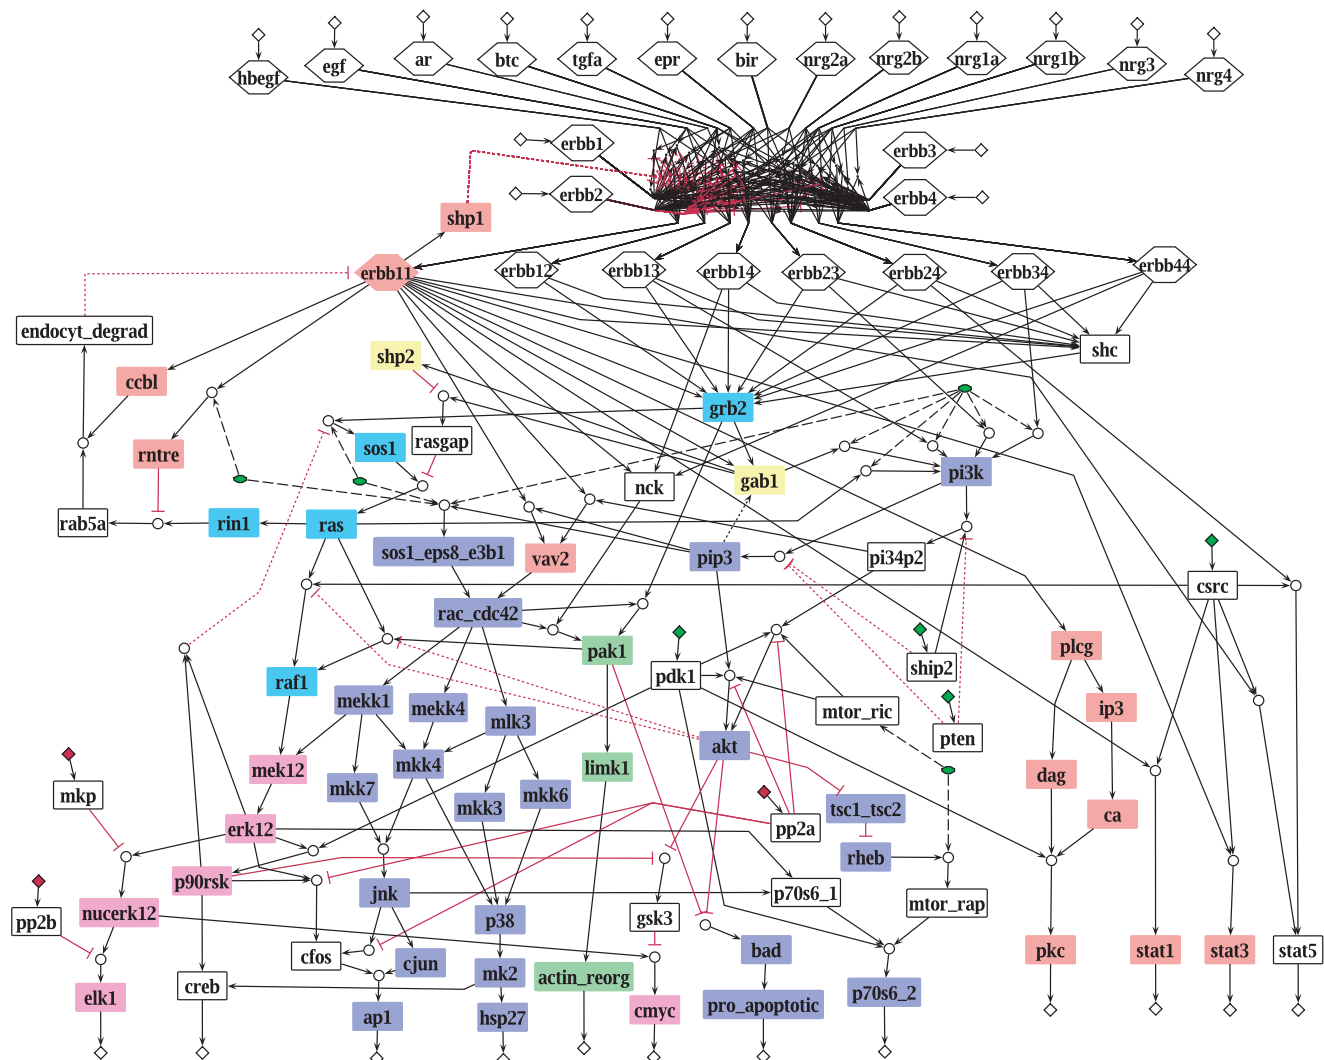 hbegf
egf
ar
btc
tgfa
epr
bir
nrg2a
nrg2b
nrg1a
nrg1b
nrg3
nrg4
erbb1
erbb3
erbb2
erbb4
shp1
erbb11
erbb12
erbb13
erbb14
erbb23
erbb24
erbb34
erbb44
endocyt_degrad
shc
shp2
ccbl
grb2
rasgap
sos1
rntre
pi3k
gab1
nck
rab5a
rin1
ras
sos1_eps8_e3b1
vav2
pip3
pi34p2
csrc
rac_cdc42
pak1
plcg
ship2
pdk1
raf1
mekk1
mekk4
mlk3
mtor_ric
ip3
pten
akt
mek12
mkk4
limk1
dag
mkk7
mkk3
mkk6
mkp
tsc1_tsc2
ca
erk12
pp2a
rheb
p90rsk
jnk
p70s6_1
mtor_rap
pp2b
nucerk12
p38
gsk3
cfos
cjun
bad
pkc
stat1
stat3
stat5
mk2
actin_reorg
creb
elk1
pro_apoptotic
p70s6_2
ap1
hsp27
cmyc